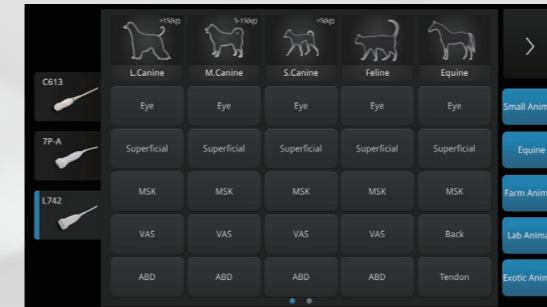 >15(kg) 5-15(kg) <5(kg)
L.Canine M.Canine S.Canine Feline Equine
C613
Eye Eye Eye Eye Eye
Small Anim
7P-A
Superficial Superficial Superficial Superficial Superficial
Equine
L742
MSK MSK MSK MSK MSK
Farm Anim
VAS VAS VAS VAS Back
Lab Anima
ABD ABD ABD ABD Tendon
Exotic Anim